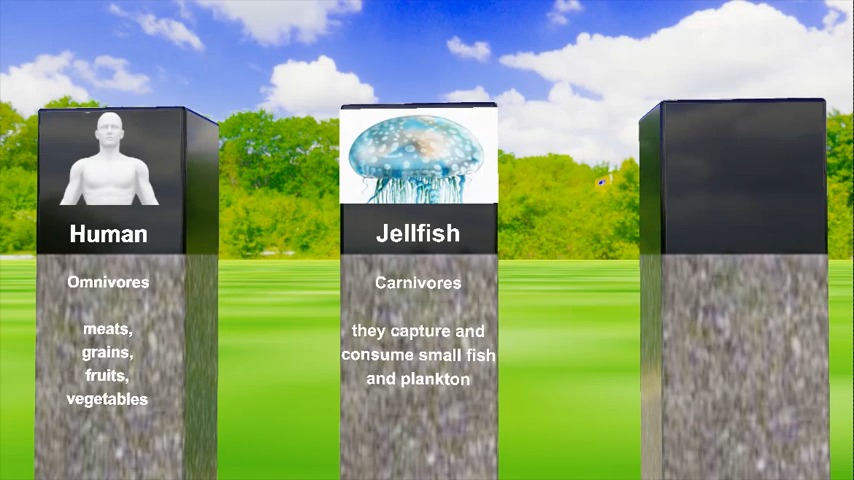 Human
Omnivores
meats,
grains,
fruits,
vegetables
Jellfish
Carnivores
they capture and
consume small fish
and plankton